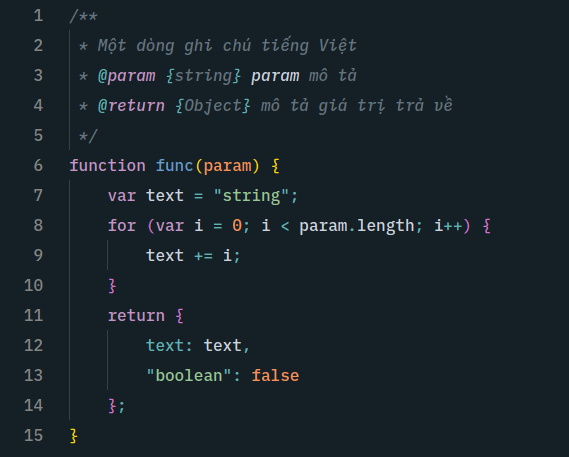 1 /**
2  * Một dòng ghi chú tiếng Việt
3  * @param {string} param mô tả
4  * @return {Object} mô tả giá trị trả về
5  */
6 function func(param) {
7     var text = "string";
8     for (var i = 0; i < param.length; i++) {
9         text += i;
10     }
11     return {
12         text: text,
13         "boolean": false
14     };
15 }